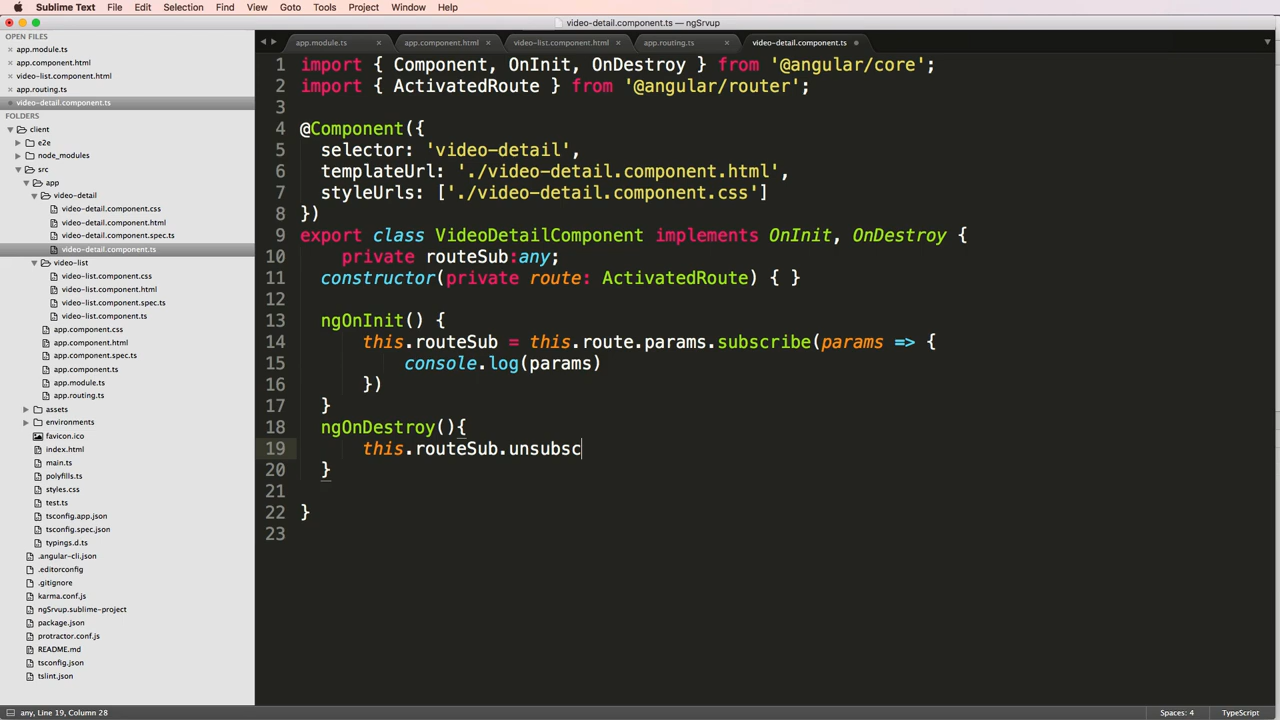 Sublime Text File Edit Selection Find View Goto Tools Project Window Help
video-detail.component.ts — ngSrvup
OPEN FILES
app.module.ts
app.component.html
video-list.component.html
app.routing.ts
video-detail.component.ts
FOLDERS
client
e2e
node_modules
src
app
video-detail
video-detail.component.css
video-detail.component.html
video-detail.component.spec.ts
video-detail.component.ts
video-list
video-list.component.css
video-list.component.html
video-list.component.spec.ts
video-list.component.ts
app.component.css
app.component.html
app.component.spec.ts
app.component.ts
app.module.ts
app.routing.ts
assets
environments
favicon.ico
index.html
main.ts
polyfills.ts
styles.css
test.ts
tsconfig.app.json
tsconfig.spec.json
typings.d.ts
.angular-cli.json
.editorconfig
.gitignore
karma.conf.js
ngSrvup.sublime-project
package.json
protractor.conf.js
README.md
tsconfig.json
tslint.json
app.module.ts app.component.html video-list.component.html app.routing.ts video-detail.component.ts
1 import { Component, OnInit, OnDestroy } from '@angular/core';
2 import { ActivatedRoute } from '@angular/router';
3
4 @Component({
5 selector: 'video-detail',
6 templateUrl: './video-detail.component.html',
7 styleUrls: ['./video-detail.component.css']
8 })
9 export class VideoDetailComponent implements OnInit, OnDestroy {
10 private routeSub:any;
11 constructor(private route: ActivatedRoute) { }
12
13 ngOnInit() {
14 this.routeSub = this.route.params.subscribe(params => {
15 console.log(params)
16 })
17 }
18 ngOnDestroy(){
19 this.routeSub.unsubsc
20 }
21
22 }
23
any, Line 19, Column 28 Spaces: 4 TypeScript